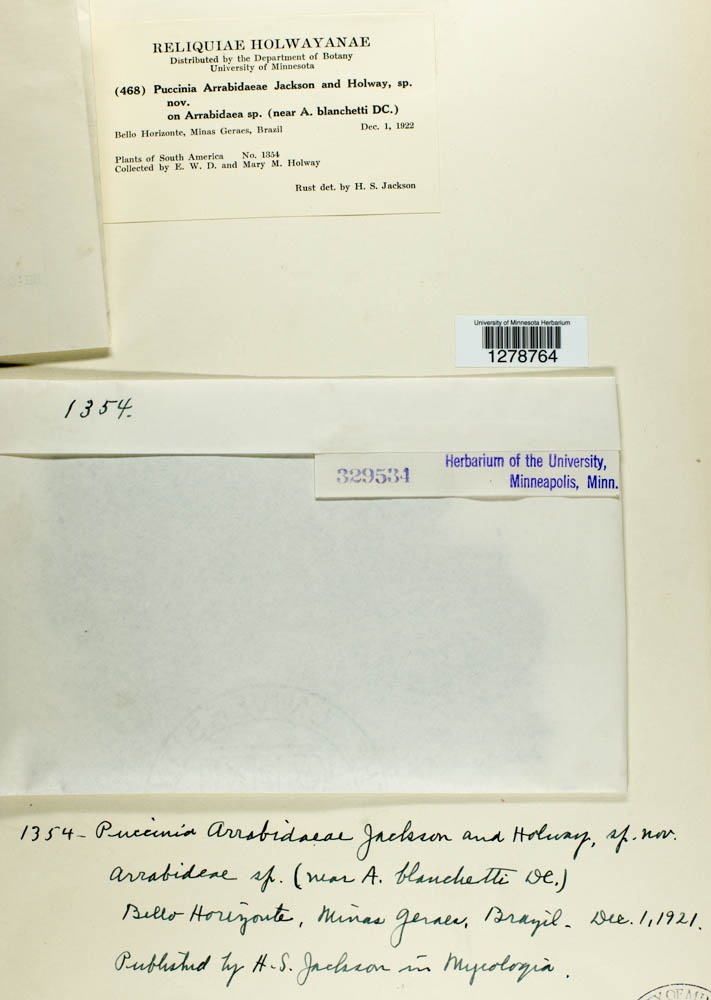 RELIQUIAE HOLWAYANAE
Distributed by the Department of Botany
University of Minnesota
(468) Puccinia Arrabidaeae Jackson and Holway, sp.
nov.
on Arrabidaea sp. (near A. blanchetti DC.)
Bello Horizonte, Minas Geraes, Brazil Dec. 1, 1922
Plants of South America No. 1354
Collected by E. W. D. and Mary M. Holway
Rust det. by H. S. Jackson
University of Minnesota Herbarium
1278764
1354.
329534 Herbarium of the University,
Minneapolis, Minn.
1354 - Puccinia Arrabidaeae Jackson and Holway, sp. nov.
Arrabideae sp. (near A. blanchetti DC.)
Bello Horizonte, Minas Geraes, Brazil - Dec. 1, 1921.
Published by H. S. Jackson in Mycologia.